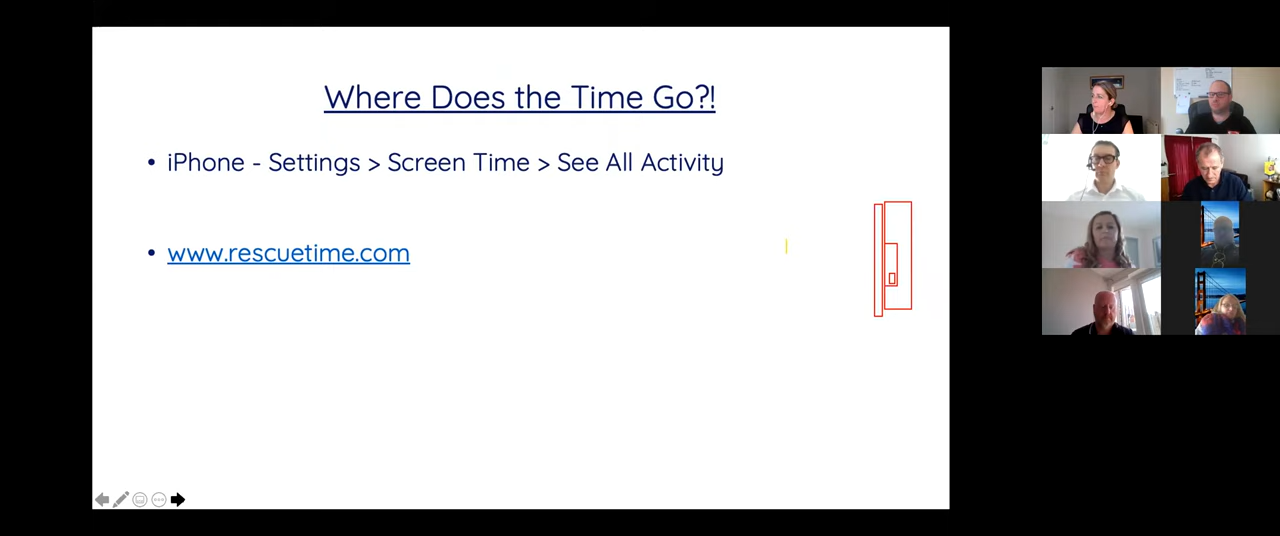 Where Does the Time Go?!
• iPhone - Settings > Screen Time > See All Activity
• www.rescuetime.com